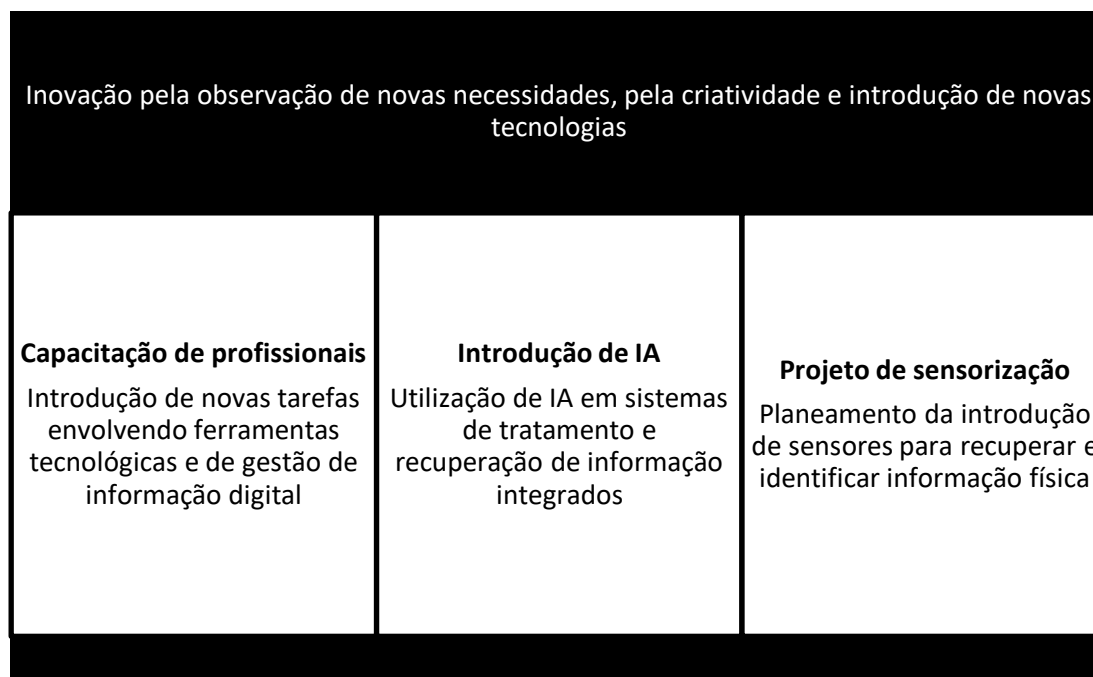 Inovação pela observação de novas necessidades, pela criatividade e introdução de novas
tecnologias
Capacitação de profissionais
Introdução de novas tarefas
envolvendo ferramentas
tecnológicas e de gestão de
informação digital
Introdução de IA
Utilização de IA em sistemas
de tratamento e
recuperação de informação
integrados
Projeto de sensorização
Planeamento da introdução
de sensores para recuperar e
identificar informação física